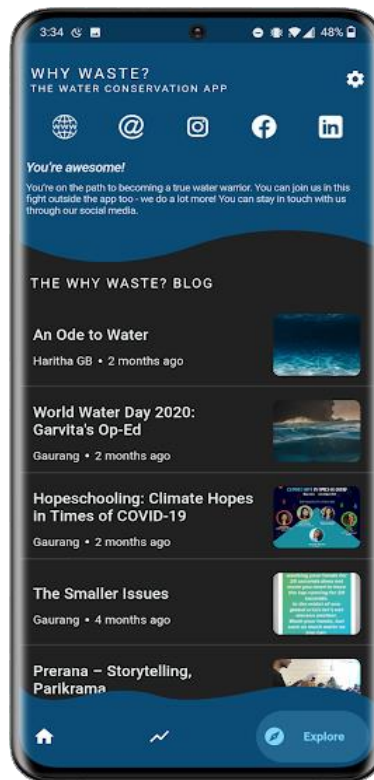 3:34
48%
WHY WASTE?
THE WATER CONSERVATION APP
www
You're awesome!
You're on the path to becoming a true water warrior. You can join us in this
fight outside the app too - we do a lot more! You can stay in touch with us
through our social media.
THE WHY WASTE? BLOG
An Ode to Water
Haritha GB • 2 months ago
World Water Day 2020:
Garvita's Op-Ed
Gaurang • 2 months ago
Hopeschooling: Climate Hopes
in Times of COVID-19
Gaurang • 2 months ago
The Smaller Issues
Gaurang • 4 months ago
Prerana – Storytelling,
Parikrama
Explore